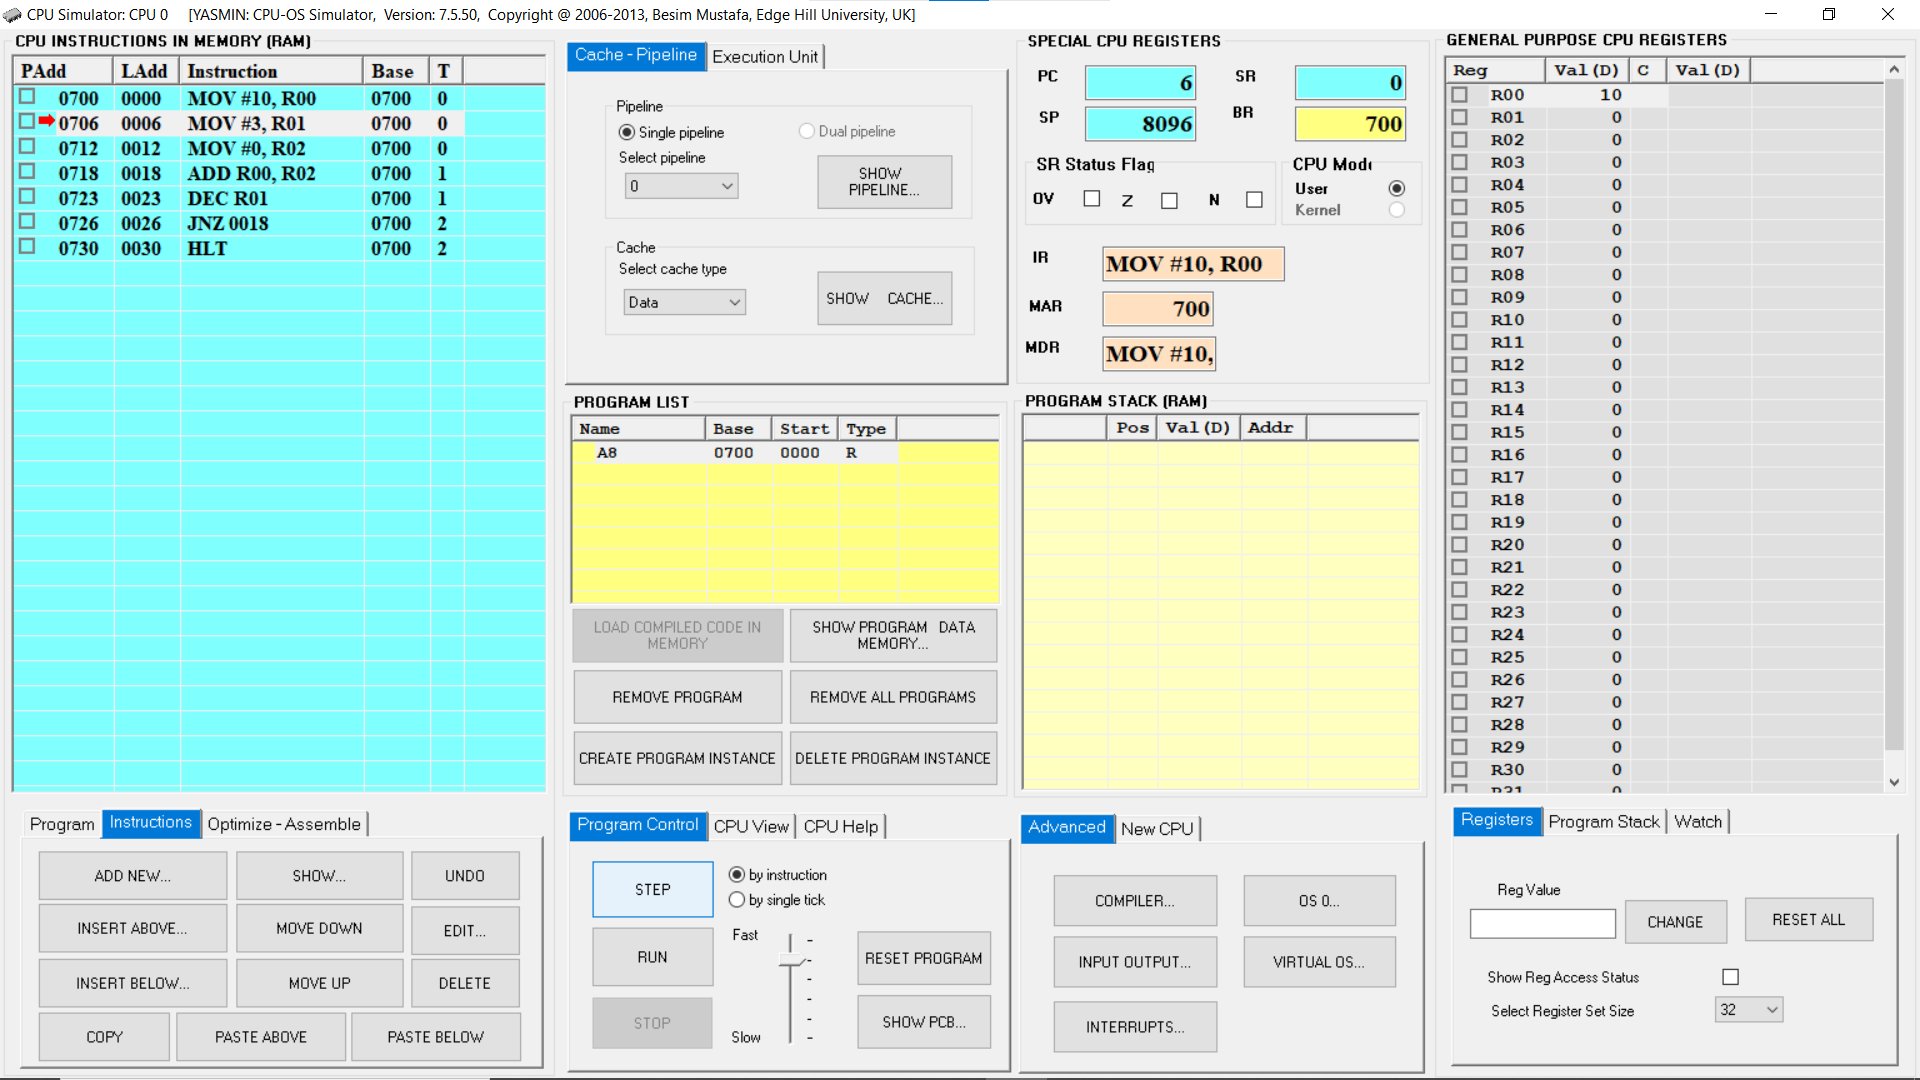 CPU Simulator: CPU 0 [YASMIN: CPU-OS Simulator, Version: 7.5.50, Copyright @ 2006-2013, Besim Mustafa, Edge Hill University, UK]
CPU INSTRUCTIONS IN MEMORY (RAM)
PAdd LAdd Instruction Base T
0700 0000 MOV #10, R00 0700 0
0706 0006 MOV #3, R01 0700 0
0712 0012 MOV #0, R02 0700 0
0718 0018 ADD R00, R02 0700 1
0723 0023 DEC R01 0700 1
0726 0026 JNZ 0018 0700 2
0730 0030 HLT 0700 2
Program Instructions Optimize - Assemble
ADD NEW... SHOW... UNDO
INSERT ABOVE... MOVE DOWN EDIT...
INSERT BELOW... MOVE UP DELETE
COPY PASTE ABOVE PASTE BELOW
Cache - Pipeline Execution Unit
Pipeline
Single pipeline Dual pipeline
Select pipeline
0
SHOW
PIPELINE...
Cache
Select cache type
Data
SHOW CACHE...
PROGRAM LIST
Name Base Start Type
A8 0700 0000 R
LOAD COMPILED CODE IN
MEMORY
SHOW PROGRAM DATA
MEMORY...
REMOVE PROGRAM REMOVE ALL PROGRAMS
CREATE PROGRAM INSTANCE DELETE PROGRAM INSTANCE
Program Control CPU View CPU Help
STEP
by instruction
by single tick
RUN
STOP
Fast
Slow
RESET PROGRAM
SHOW PCB...
SPECIAL CPU REGISTERS
PC 6 SR 0
SP 8096 BR 700
SR Status Flag
OV Z N
CPU Mod
User
Kernel
IR MOV #10, R00
MAR 700
MDR MOV #10,
PROGRAM STACK (RAM)
Pos Val(D) Addr
Advanced New CPU
COMPILER... OS 0...
INPUT OUTPUT... VIRTUAL OS...
INTERRUPTS...
GENERAL PURPOSE CPU REGISTERS
Reg Val(D) C Val(D)
R00 10
R01 0
R02 0
R03 0
R04 0
R05 0
R06 0
R07 0
R08 0
R09 0
R10 0
R11 0
R12 0
R13 0
R14 0
R15 0
R16 0
R17 0
R18 0
R19 0
R20 0
R21 0
R22 0
R23 0
R24 0
R25 0
R26 0
R27 0
R28 0
R29 0
R30 0
R31 0
Registers Program Stack Watch
Reg Value
CHANGE RESET ALL
Show Reg Access Status
Select Register Set Size 32